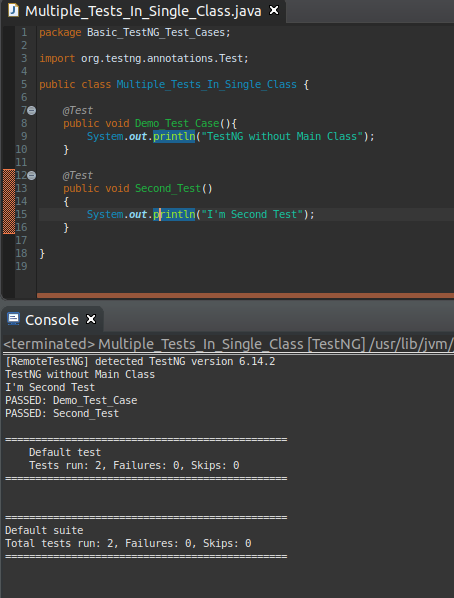 Multiple_Tests_In_Single_Class.java
1 package Basic_TestNG_Test_Cases;
2
3 import org.testng.annotations.Test;
4
5 public class Multiple_Tests_In_Single_Class {
6
7 @Test
8 public void Demo_Test_Case(){
9 System.out.println("TestNG without Main Class");
10 }
11
12 @Test
13 public void Second_Test()
14 {
15 System.out.println("I'm Second Test");
16 }
17
18 }
19
Console
<terminated> Multiple_Tests_In_Single_Class [TestNG] /usr/lib/jvm/
[RemoteTestNG] detected TestNG version 6.14.2
TestNG without Main Class
I'm Second Test
PASSED: Demo_Test_Case
PASSED: Second_Test
===============================================
Default test
Tests run: 2, Failures: 0, Skips: 0
===============================================
===============================================
Default suite
Total tests run: 2, Failures: 0, Skips: 0
===============================================